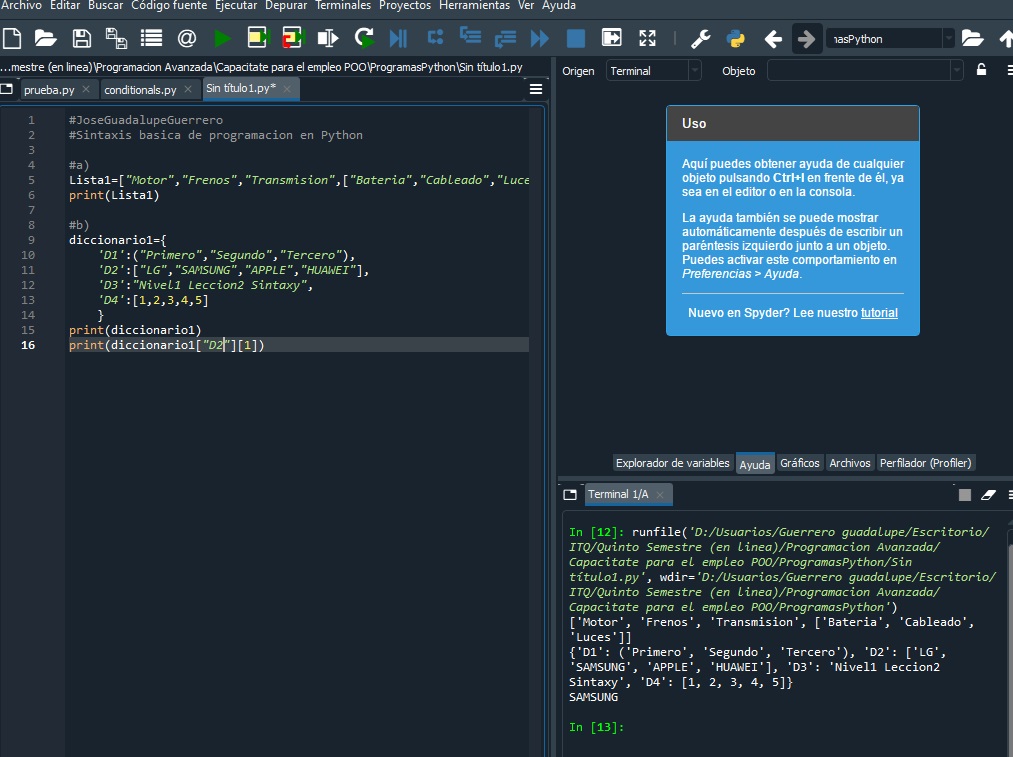 Archivo Editar Buscar Código fuente Ejecutar Depurar Terminales Proyectos Herramientas Ver Ayuda
nasPython
...mestre (en linea)\Programacion Avanzada\Capacitate para el empleo POO\ProgramasPython\Sin título1.py
prueba.py conditionals.py Sin título1.py*
1 #JoseGuadalupeGuerrero
2 #Sintaxis basica de programacion en Python
3
4 #a)
5 Lista1=["Motor","Frenos","Transmision",["Bateria","Cableado","Luce
6 print(Lista1)
7
8 #b)
9 diccionario1={
10 'D1':("Primero","Segundo","Tercero"),
11 'D2':["LG","SAMSUNG","APPLE","HUAWEI"],
12 'D3':"Nivel1 Leccion2 Sintaxy",
13 'D4':[1,2,3,4,5]
14 }
15 print(diccionario1)
16 print(diccionario1["D2"][1])
Origen Terminal Objeto
Uso
Aquí puedes obtener ayuda de cualquier
objeto pulsando Ctrl+I en frente de él, ya
sea en el editor o en la consola.
La ayuda también se puede mostrar
automáticamente después de escribir un
paréntesis izquierdo junto a un objeto.
Puedes activar este comportamiento en
Preferencias > Ayuda.
Nuevo en Spyder? Lee nuestro tutorial
Explorador de variables Ayuda Gráficos Archivos Perfilador (Profiler)
Terminal 1/A
In [12]: runfile('D:/Usuarios/Guerrero guadalupe/Escritorio/
ITQ/Quinto Semestre (en linea)/Programacion Avanzada/
Capacitate para el empleo POO/ProgramasPython/Sin
título1.py', wdir='D:/Usuarios/Guerrero guadalupe/Escritorio/
ITQ/Quinto Semestre (en linea)/Programacion Avanzada/
Capacitate para el empleo POO/ProgramasPython')
['Motor', 'Frenos', 'Transmision', ['Bateria', 'Cableado',
'Luces']]
{'D1': ('Primero', 'Segundo', 'Tercero'), 'D2': ['LG',
'SAMSUNG', 'APPLE', 'HUAWEI'], 'D3': 'Nivel1 Leccion2
Sintaxy', 'D4': [1, 2, 3, 4, 5]}
SAMSUNG
In [13]: